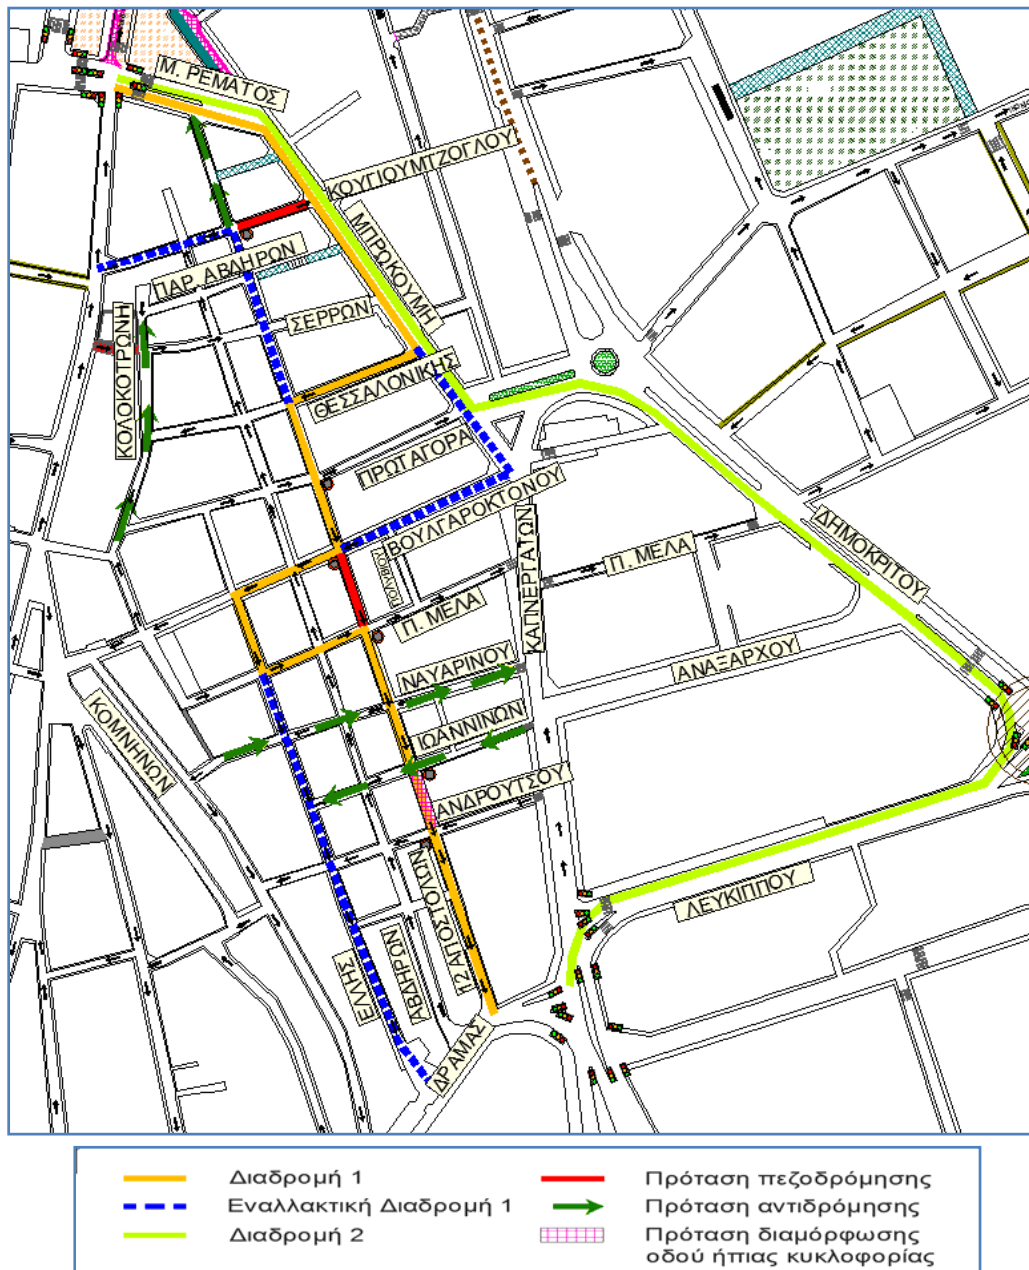 Μ. ΡΕΜΑΤΟΣ
ΚΟΥΓΙΟΥΜΤΖΟΓΛΟΥ
ΜΠΡΩΚΟΥΜΗ
ΠΑΡ. ΑΒΔΗΡΩΝ
ΣΕΡΡΩΝ
ΚΟΛΟΚΟΤΡΩΝΗ
ΘΕΣΣΑΛΟΝΙΚΗΣ
ΠΡΩΤΑΓΟΡΑ
ΒΟΥΛΓΑΡΟΚΤΟΝΟΥ
ΚΑΠΝΕΡΓΑΤΩΝ
ΔΗΜΟΚΡΙΤΟΥ
Π. ΜΕΛΑ
Π. ΜΕΛΑ
ΝΑΥΑΡΙΝΟΥ
ΑΝΑΞΑΡΧΟΥ
ΙΩΑΝΝΙΝΩΝ
ΚΟΜΝΗΝΩΝ
ΑΝΔΡΟΥΤΣΟΥ
ΛΕΥΚΙΠΠΟΥ
12 ΑΠΟΣΤΟΛΩΝ
ΑΒΔΗΡΩΝ
ΕΛΛΗΣ
ΔΡΑΜΑΣ
Διαδρομή 1
Εναλλακτική Διαδρομή 1
Διαδρομή 2
Πρόταση πεζοδρόμησης
Πρόταση αντιδρόμησης
Πρόταση διαμόρφωσης
οδού ήπιας κυκλοφορίας